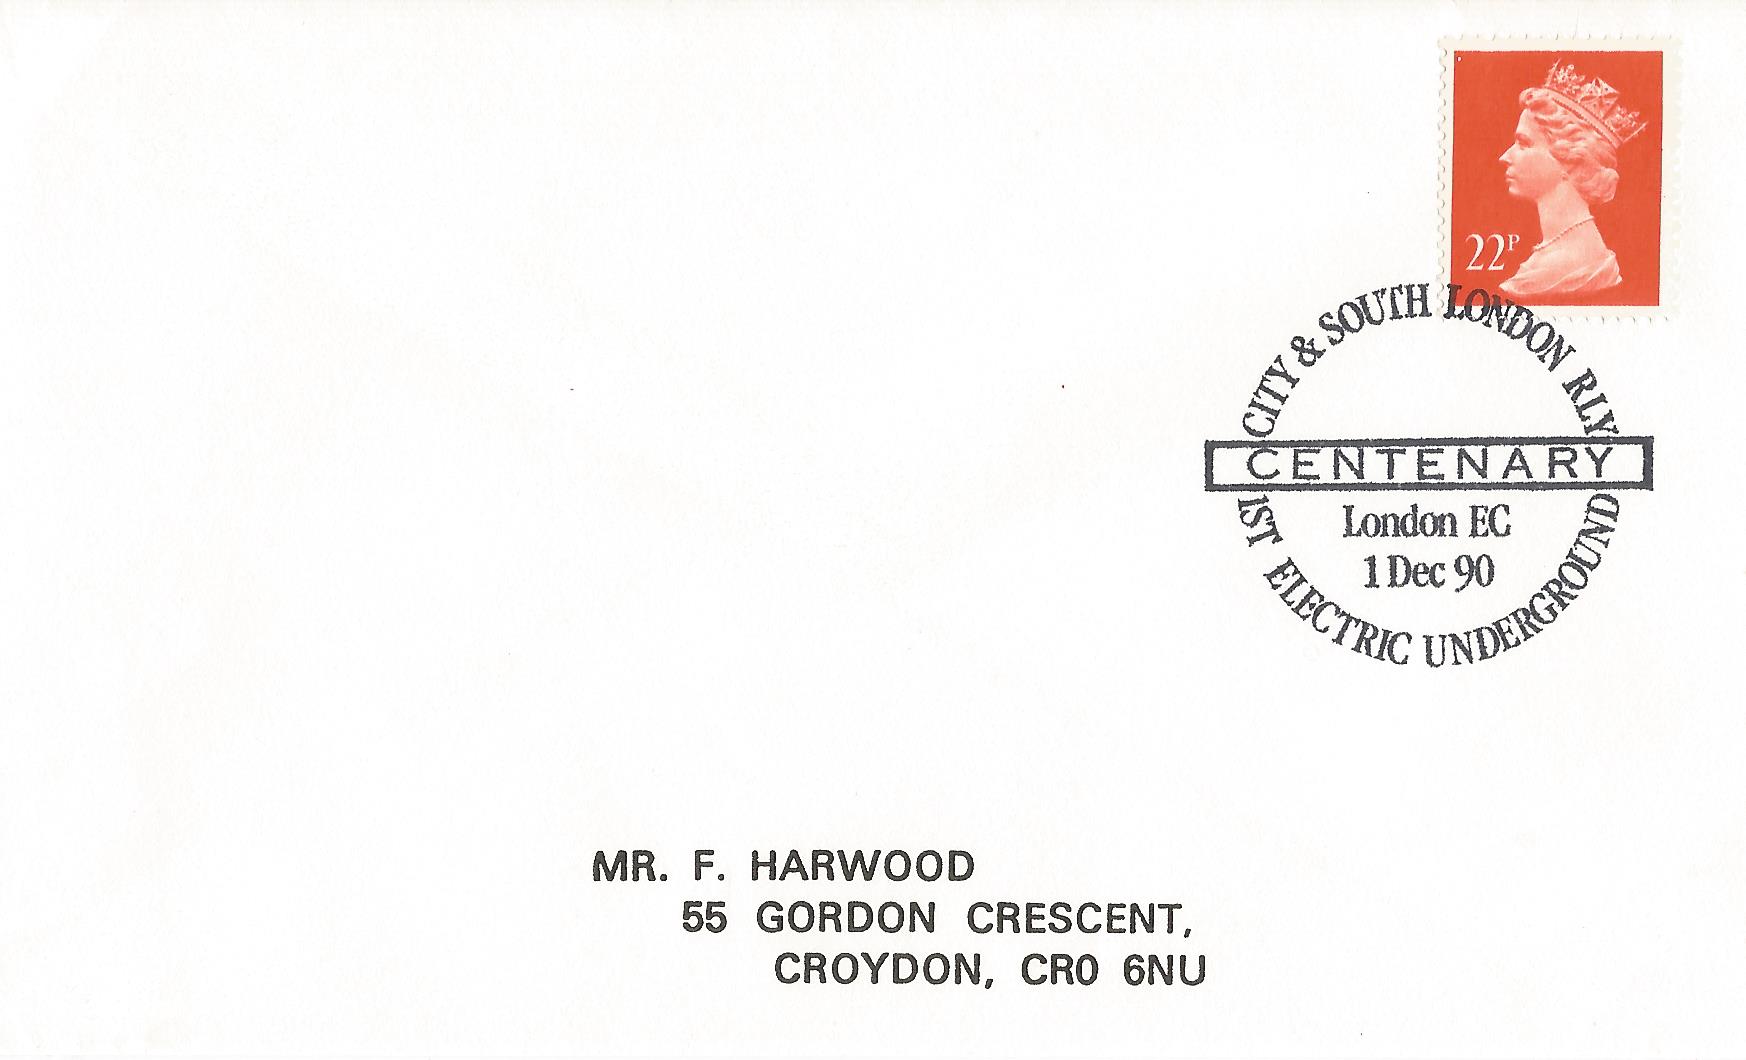 22P
CITY & SOUTH LONDON RLY
CENTENARY
London EC
1 Dec 90
1ST ELECTRIC UNDERGROUND
MR. F. HARWOOD
55 GORDON CRESCENT,
CROYDON, CR0 6NU